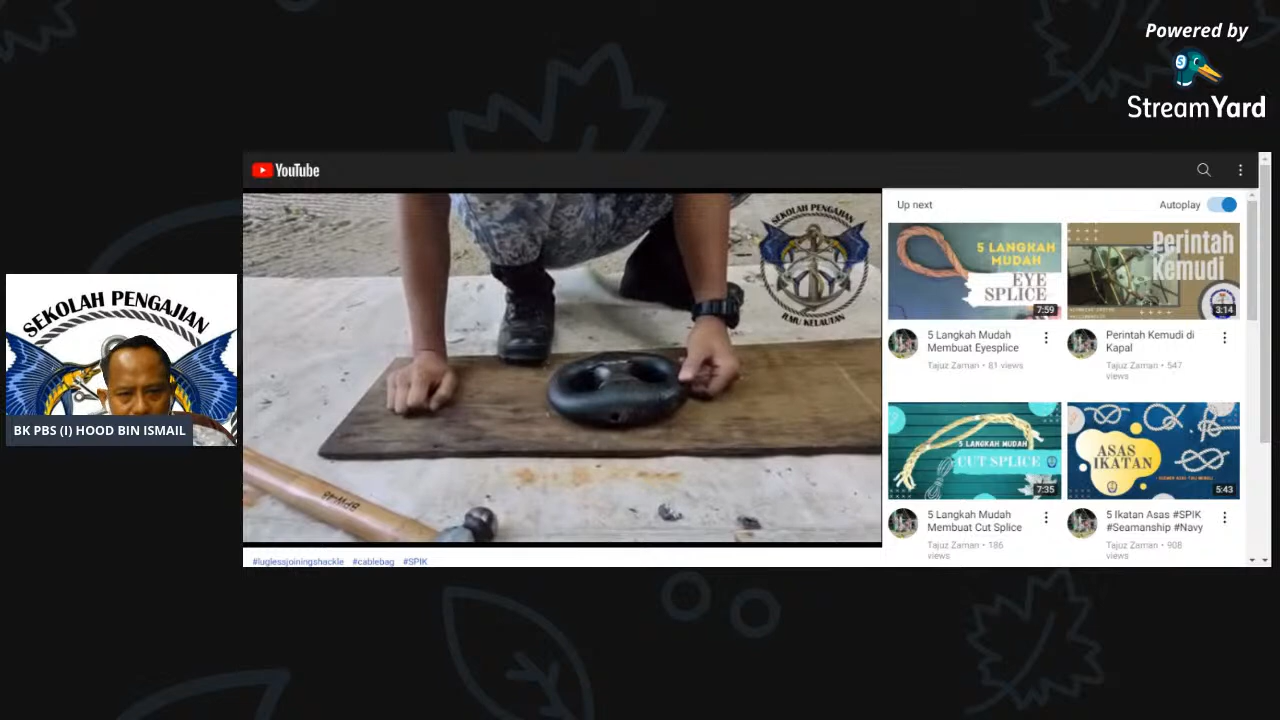 Powered by
StreamYard
YouTube
SEKOLAH PENGAJIAN
ILMU KELAUTAN
Up next
Autoplay
5 LANGKAH
MUDAH
EYE
SPLICE
7:59
Perintah
Kemudi
3:14
5 Langkah Mudah
Membuat Eyesplice
Tajuz Zaman • 81 views
Perintah Kemudi di
Kapal
Tajuz Zaman • 547
views
SEKOLAH PENGAJIAN
BK PBS (I) HOOD BIN ISMAIL
5 LANGKAH MUDAH
CUT SPLICE
7:35
ASAS
IKATAN
5:43
5 Langkah Mudah
Membuat Cut Splice
Tajuz Zaman • 186
views
5 Ikatan Asas #SPIK
#Seamanship #Navy
Tajuz Zaman • 908
views
#luglessjoiningshackle #cablebag #SPIK